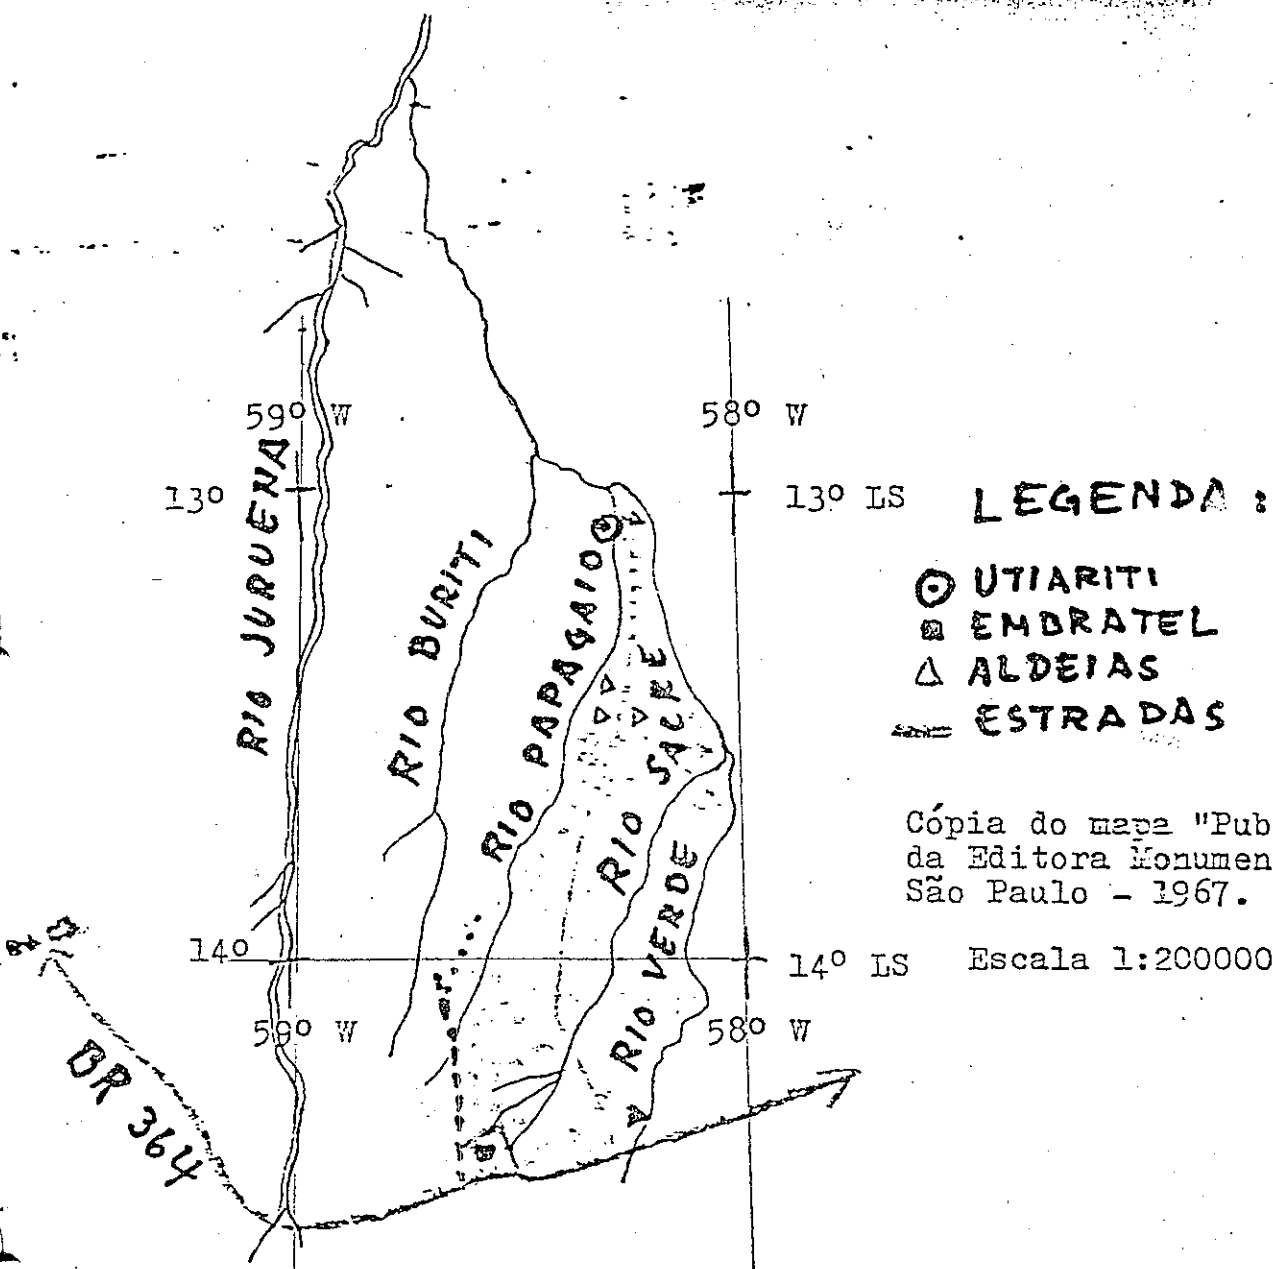 59º W
58º W
13º
13º LS
LEGENDA :
UTIARITI
EMBRATEL
ALDEIAS
ESTRADAS
RIO JURUENA
RIO BURITI
RIO PAPAGAIO
RIO SACRE
RIO VERDE
Cópia do mapa "Pub
da Editora Monumen
São Paulo - 1967.
Escala 1:200000
14º
14º LS
59º W
58º W
BR 364